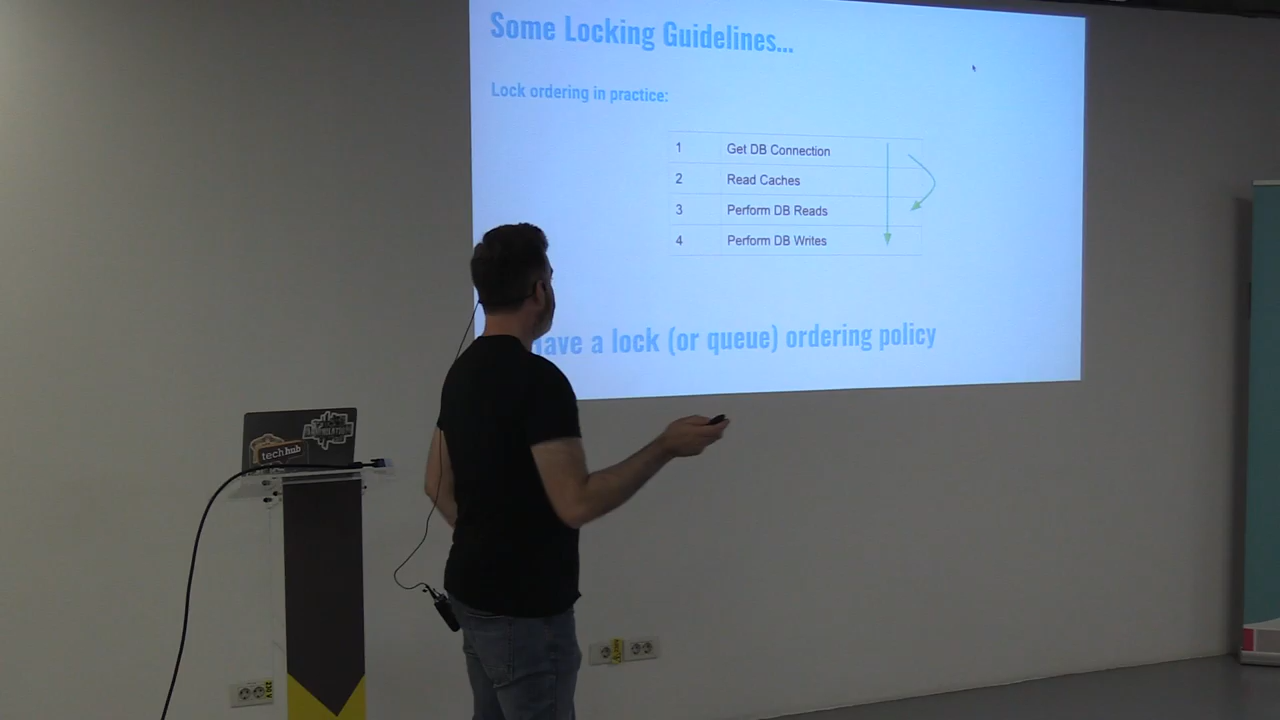 Some Locking Guidelines...
Lock ordering in practice:
1 Get DB Connection
2 Read Caches
3 Perform DB Reads
4 Perform DB Writes
ave a lock (or queue) ordering policy
techhub